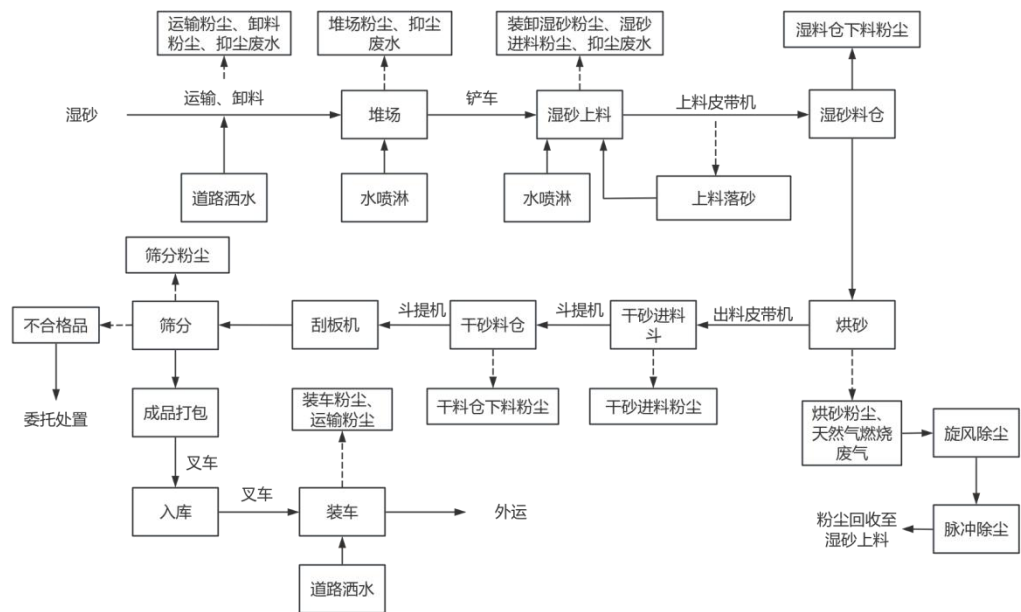 运输粉尘、卸料
粉尘、抑尘废水
堆场粉尘、抑尘
废水
装卸湿砂粉尘、湿砂
进料粉尘、抑尘废水
湿料仓下料粉尘
湿砂
运输、卸料
堆场
铲车
湿砂上料
上料皮带机
湿砂料仓
道路洒水
水喷淋
水喷淋
上料落砂
筛分粉尘
不合格品
筛分
刮板机
斗提机
干砂料仓
斗提机
干砂进料
斗
出料皮带机
烘砂
委托处置
成品打包
装车粉尘、
运输粉尘
干料仓下料粉尘
干砂进料粉尘
烘砂粉尘、
天然气燃烧
废气
旋风除尘
叉车
入库
叉车
装车
外运
粉尘回收至
湿砂上料
脉冲除尘
道路洒水